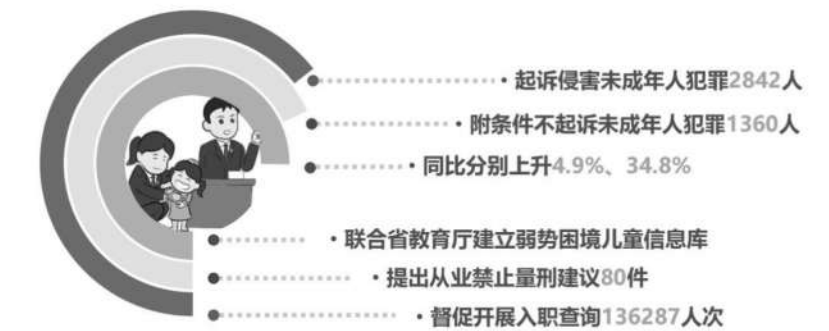 ·起诉侵害未成年人犯罪2842人
·附条件不起诉未成年人犯罪1360人
·同比分别上升4.9%、34.8%
·联合省教育厅建立弱势困境儿童信息库
·提出从业禁止量刑建议80件
·督促开展入职查询136287人次